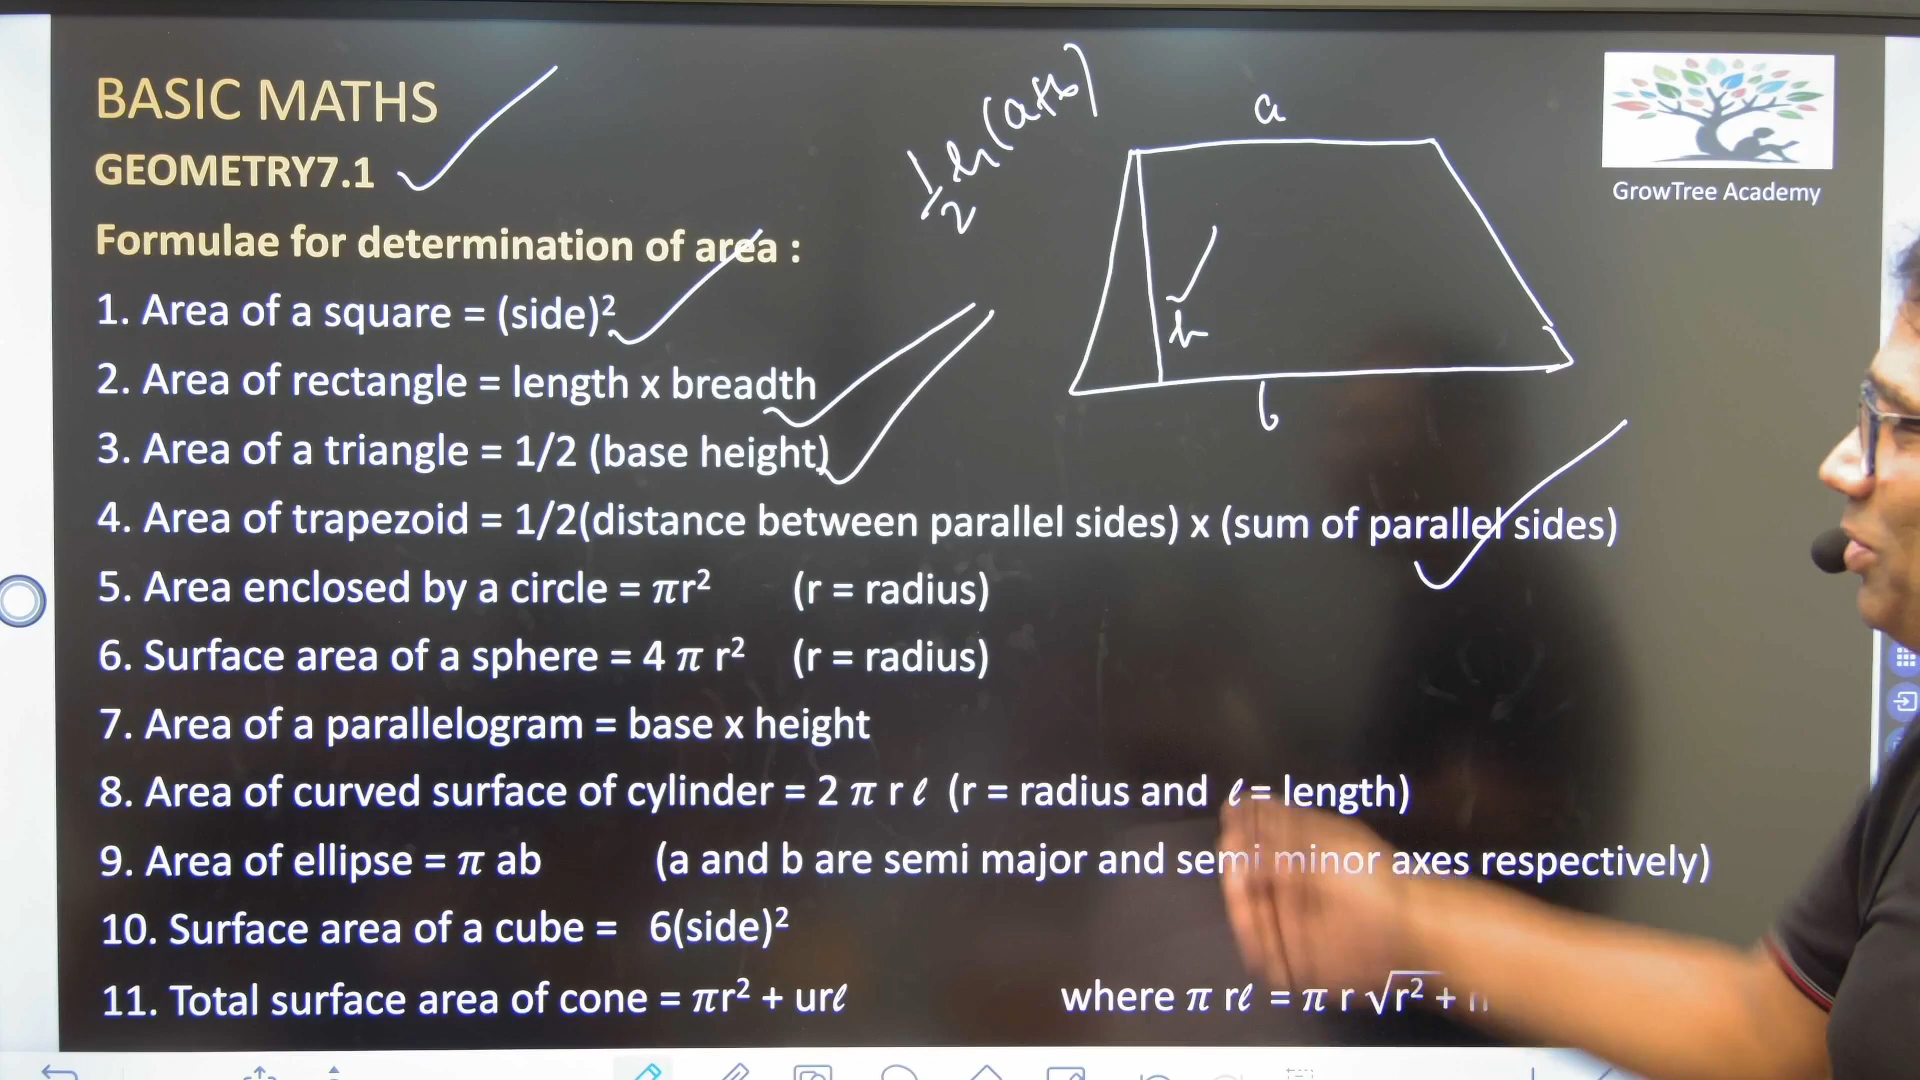 BASIC MATHS
GEOMETRY7.1
Formulae for determination of area :
1. Area of a square = (side)²
2. Area of rectangle = length x breadth
3. Area of a triangle = 1/2 (base height)
4. Area of trapezoid = 1/2(distance between parallel sides) x (sum of parallel sides)
5. Area enclosed by a circle = πr² (r = radius)
6. Surface area of a sphere = 4 π r² (r = radius)
7. Area of a parallelogram = base x height
8. Area of curved surface of cylinder = 2 π r ℓ (r = radius and ℓ = length)
9. Area of ellipse = π ab (a and b are semi major and semi minor axes respectively)
10. Surface area of a cube = 6(side)²
11. Total surface area of cone = πr² + urℓ where π rℓ = π r √r² +
1/2 h(a+b)
a
h
b
GrowTree Academy